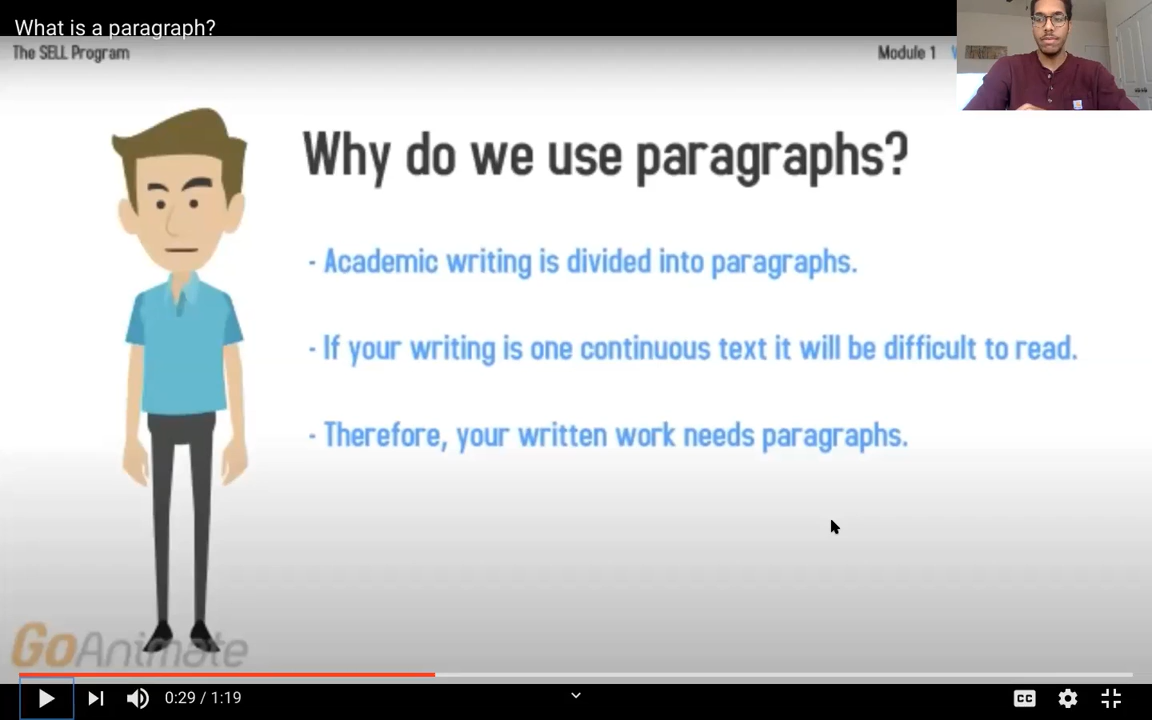 What is a paragraph?
The SELL Program
Module 1
Why do we use paragraphs?
- Academic writing is divided into paragraphs.
- If your writing is one continuous text it will be difficult to read.
- Therefore, your written work needs paragraphs.
GoAnimate
0:29 / 1:19
CC